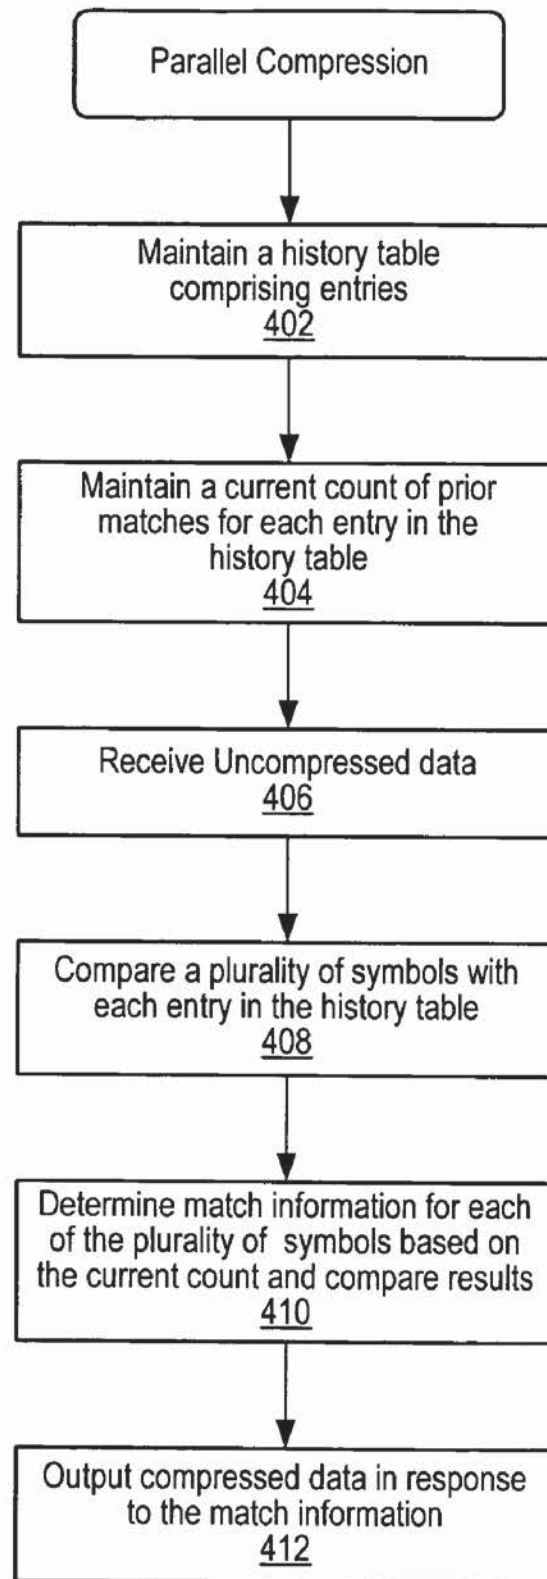 Parallel Compression
Maintain a history table
comprising entries
402
Maintain a current count of prior
matches for each entry in the
history table
404
Receive Uncompressed data
406
Compare a plurality of symbols with
each entry in the history table
408
Determine match information for each
of the plurality of symbols based on
the current count and compare results
410
Output compressed data in response
to the match information
412